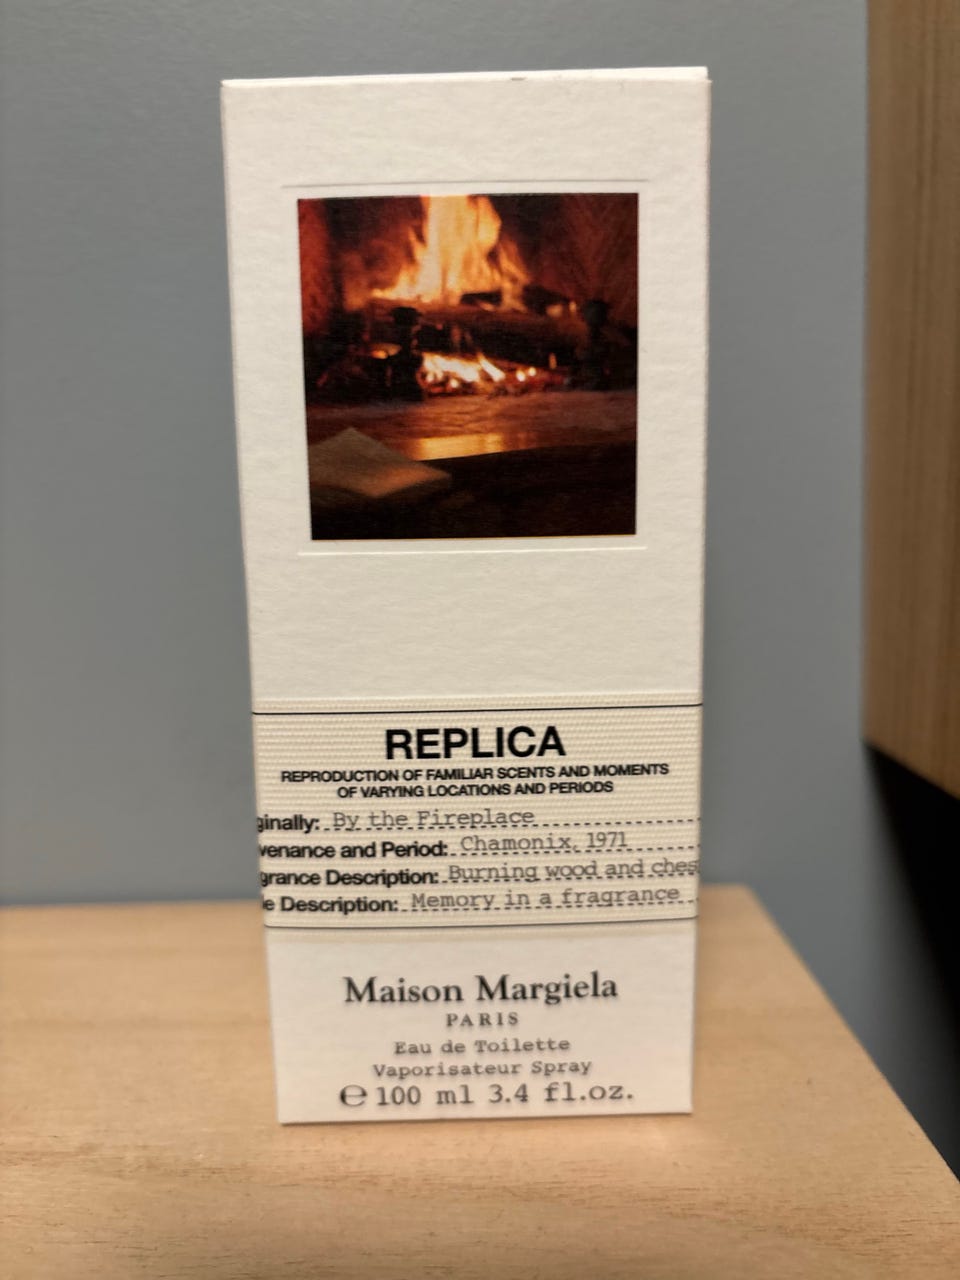 REPLICA
REPRODUCTION OF FAMILIAR SCENTS AND MOMENTS
OF VARYING LOCATIONS AND PERIODS
ginally: By the Fireplace
venance and Period: Chamonix, 1971
grance Description: Burning wood and ches
e Description: Memory in a fragrance
Maison Margiela
PARIS
Eau de Toilette
Vaporisateur Spray
℮ 100 ml 3.4 fl.oz.